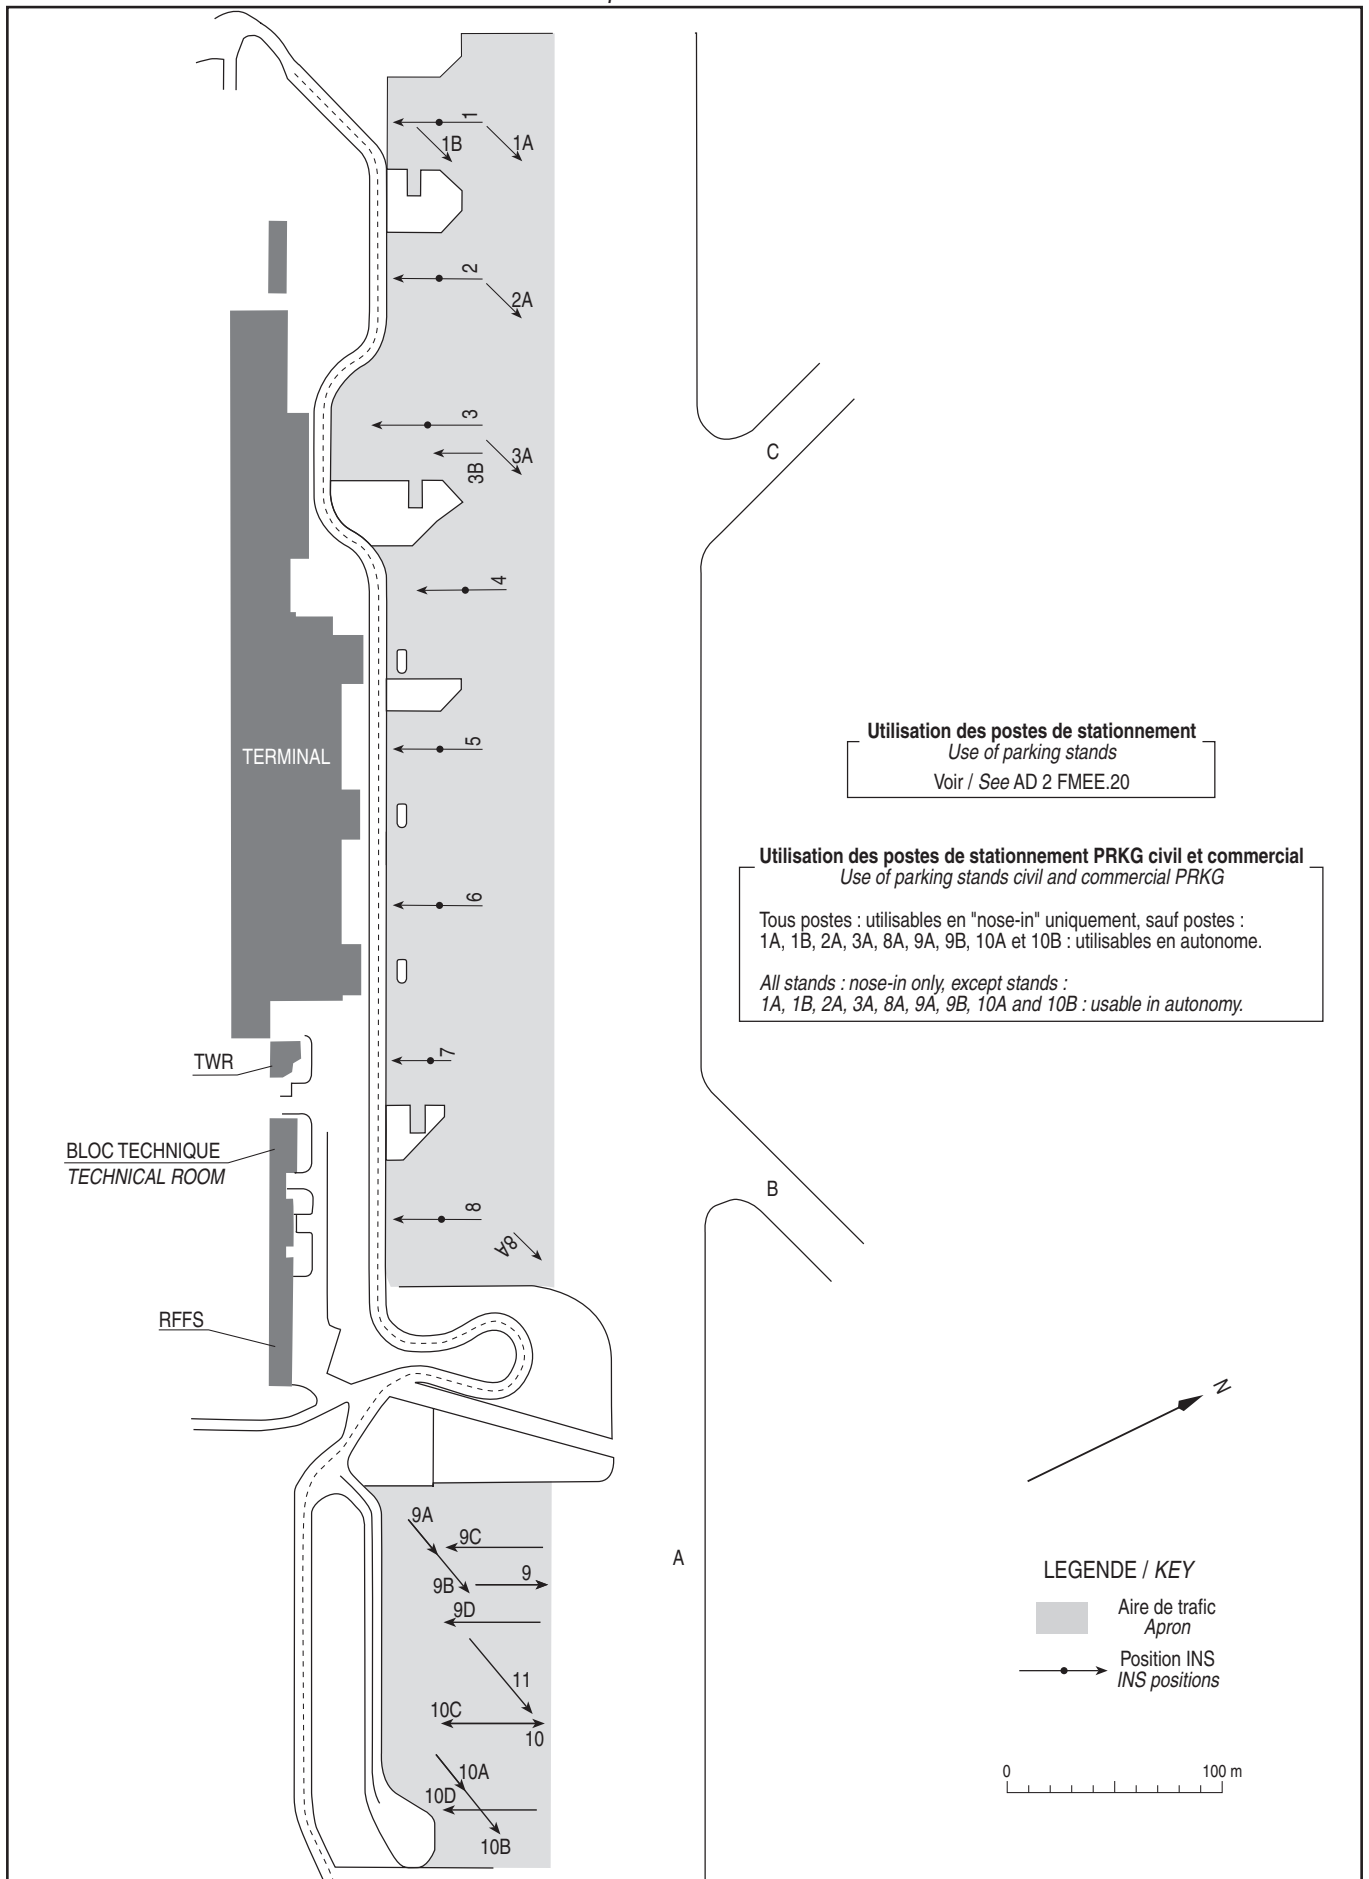 1
1B
1A
2
2A
3
3A
3B
C
4
Utilisation des postes de stationnement
Use of parking stands
Voir / See AD 2 FMEE.20
5
TERMINAL
Utilisation des postes de stationnement PRKG civil et commercial
Use of parking stands civil and commercial PRKG
Tous postes : utilisables en "nose-in" uniquement, sauf postes :
1A, 1B, 2A, 3A, 8A, 9A, 9B, 10A et 10B : utilisables en autonome.
All stands : nose-in only, except stands :
1A, 1B, 2A, 3A, 8A, 9A, 9B, 10A and 10B : usable in autonomy.
6
7
TWR
BLOC TECHNIQUE
TECHNICAL ROOM
B
8
8A
RFFS
N
9A
9C
9
9B
9D
A
11
10C
10
10A
10D
10B
LEGENDE / KEY
Aire de trafic
Apron
Position INS
INS positions
0 100 m